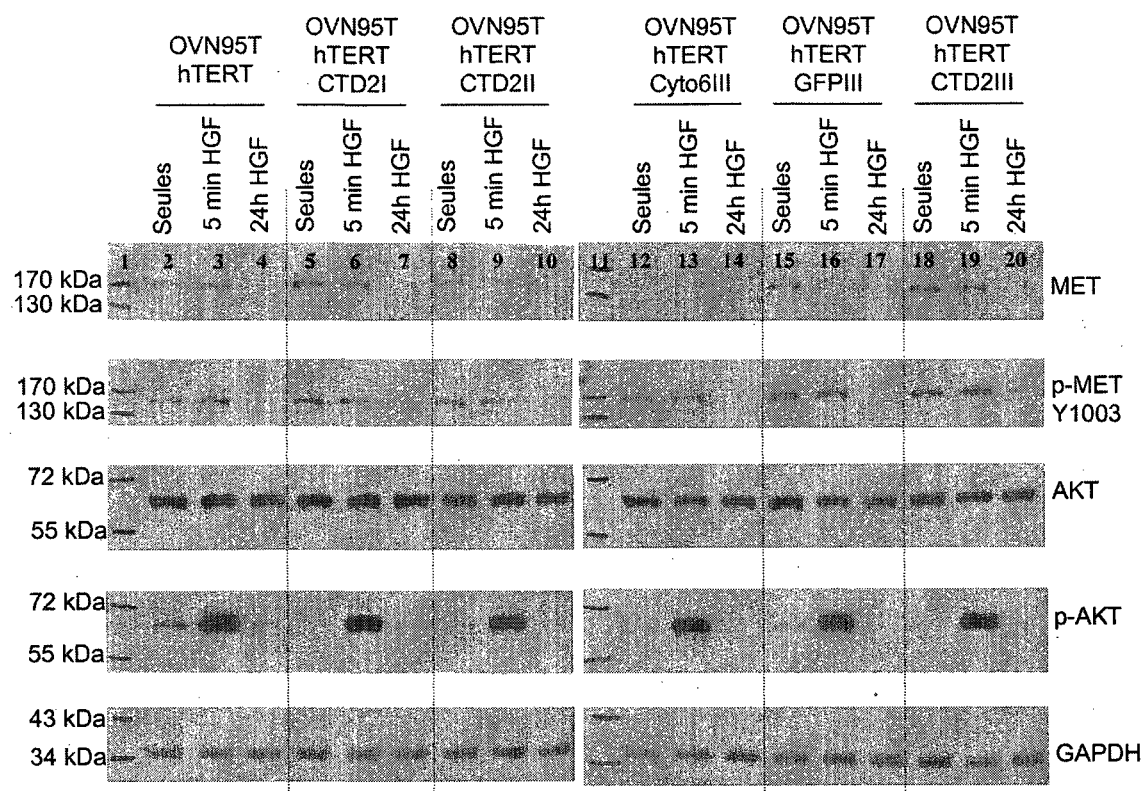 OVN95T
hTERT
OVN95T
hTERT
CTD2I
OVN95T
hTERT
CTD2II
OVN95T
hTERT
Cyto6III
OVN95T
hTERT
GFPIII
OVN95T
hTERT
CTD2III
Seules
5 min HGF
24h HGF
Seules
5 min HGF
24h HGF
Seules
5 min HGF
24h HGF
Seules
5 min HGF
24h HGF
Seules
5 min HGF
24h HGF
Seules
5 min HGF
24h HGF
1 2 3 4 5 6 7 8 9 10 11 12 13 14 15 16 17 18 19 20
170 kDa
130 kDa
MET
170 kDa
130 kDa
p-MET
Y1003
72 kDa
55 kDa
AKT
72 kDa
55 kDa
p-AKT
43 kDa
34 kDa
GAPDH